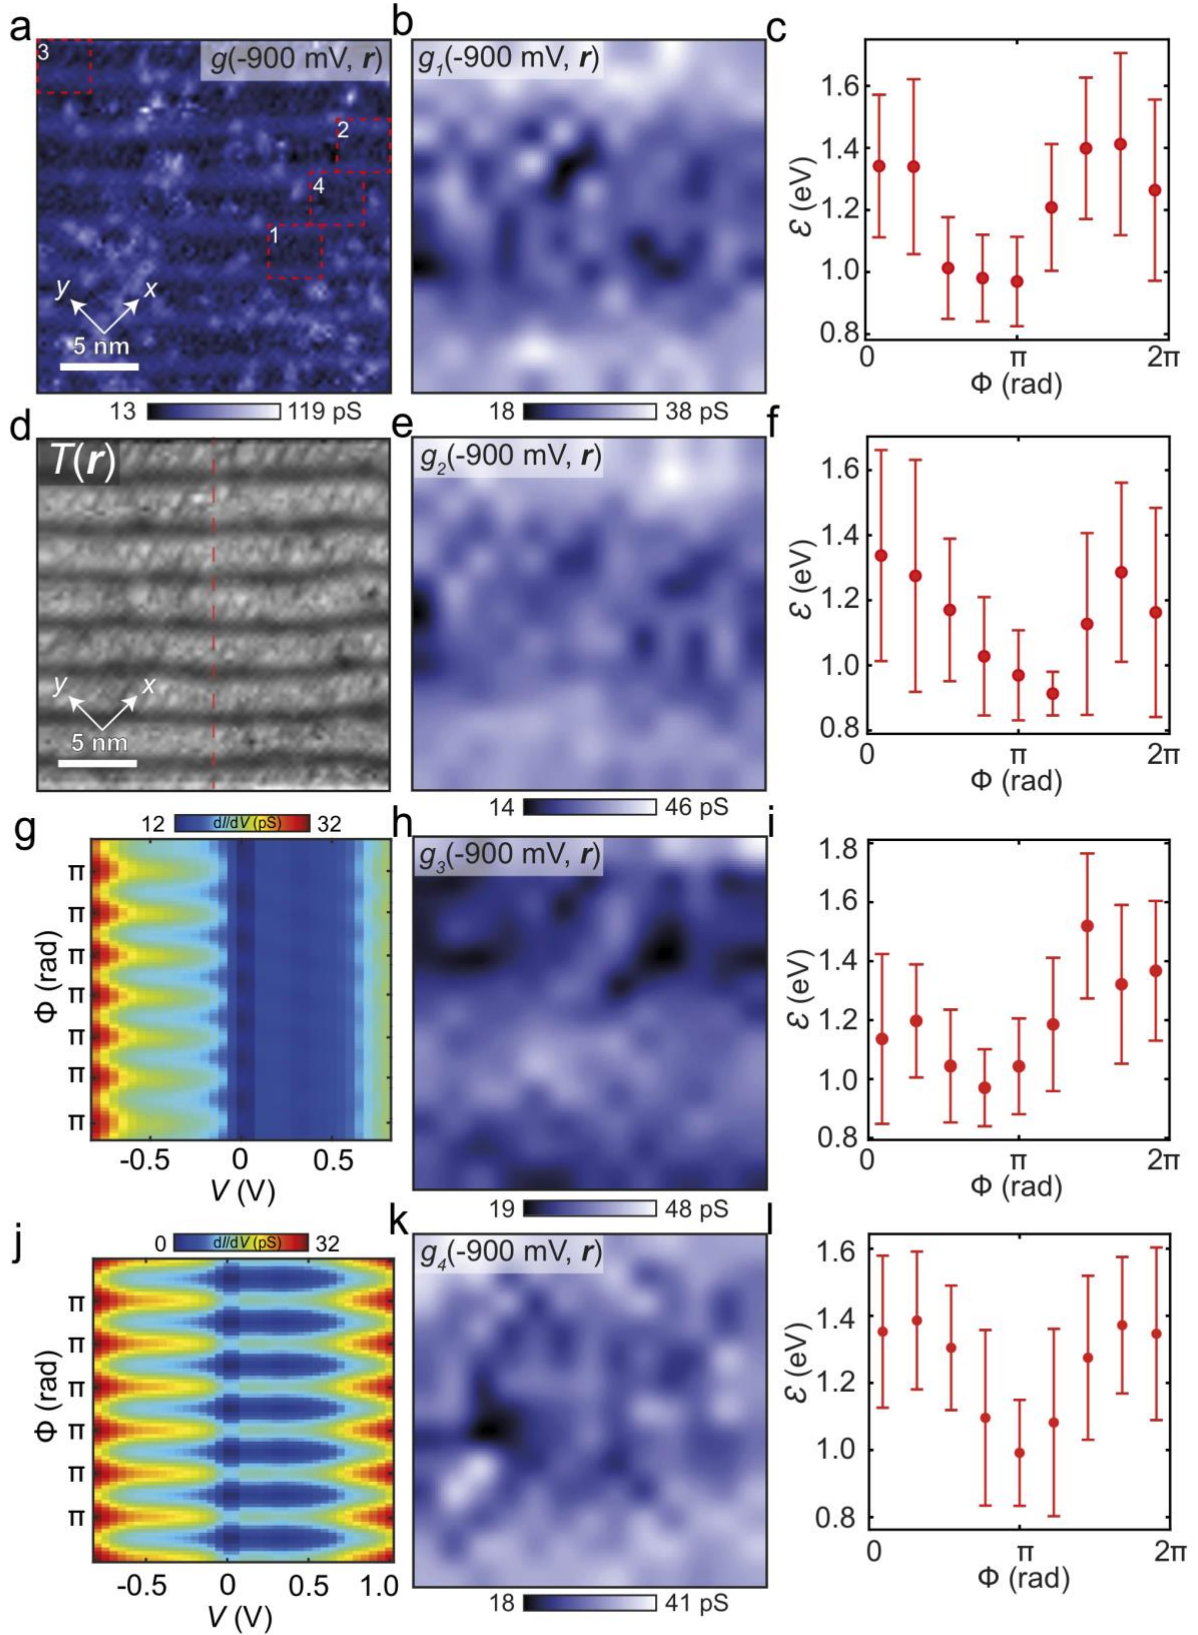 a
3
g(-900 mV, r)
2
4
1
y
x
5 nm
13
119 pS
b
g1(-900 mV, r)
18
38 pS
c
1.6
1.4
1.2
1.0
0.8
ℰ (eV)
0
π
2π
Φ (rad)
d
T(r)
y
x
5 nm
e
g2(-900 mV, r)
14
46 pS
f
1.6
1.4
1.2
1.0
0.8
ℰ (eV)
0
π
2π
Φ (rad)
g
12
dI/dV (pS)
32
π
π
π
π
π
π
π
Φ (rad)
-0.5
0
0.5
V (V)
h
g3(-900 mV, r)
19
48 pS
i
1.8
1.6
1.4
1.2
1.0
0.8
ℰ (eV)
0
π
2π
Φ (rad)
j
0
dI/dV (pS)
32
π
π
π
π
π
π
Φ (rad)
-0.5
0
0.5
1.0
V (V)
k
g4(-900 mV, r)
18
41 pS
l
1.6
1.4
1.2
1.0
0.8
ℰ (eV)
0
π
2π
Φ (rad)